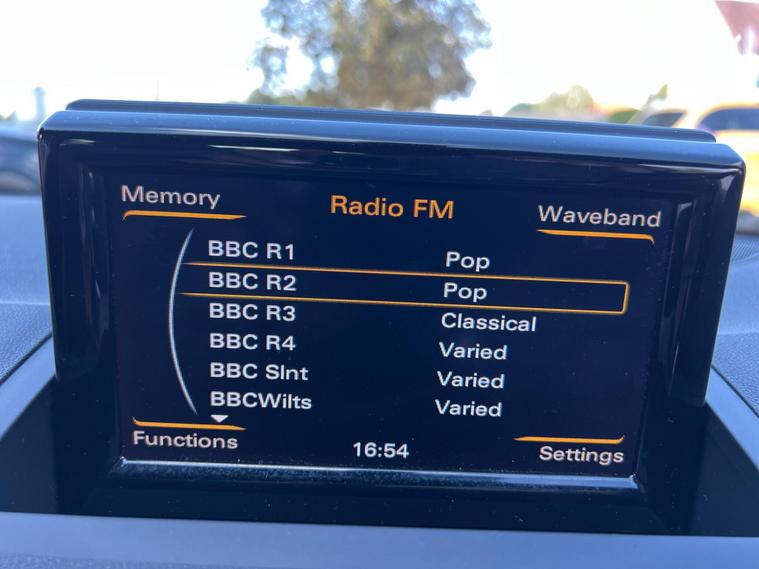 Memory Radio FM Waveband
BBC R1 Pop
BBC R2 Pop
BBC R3 Classical
BBC R4 Varied
BBC Slnt Varied
BBCWilts Varied
Functions 16:54 Settings